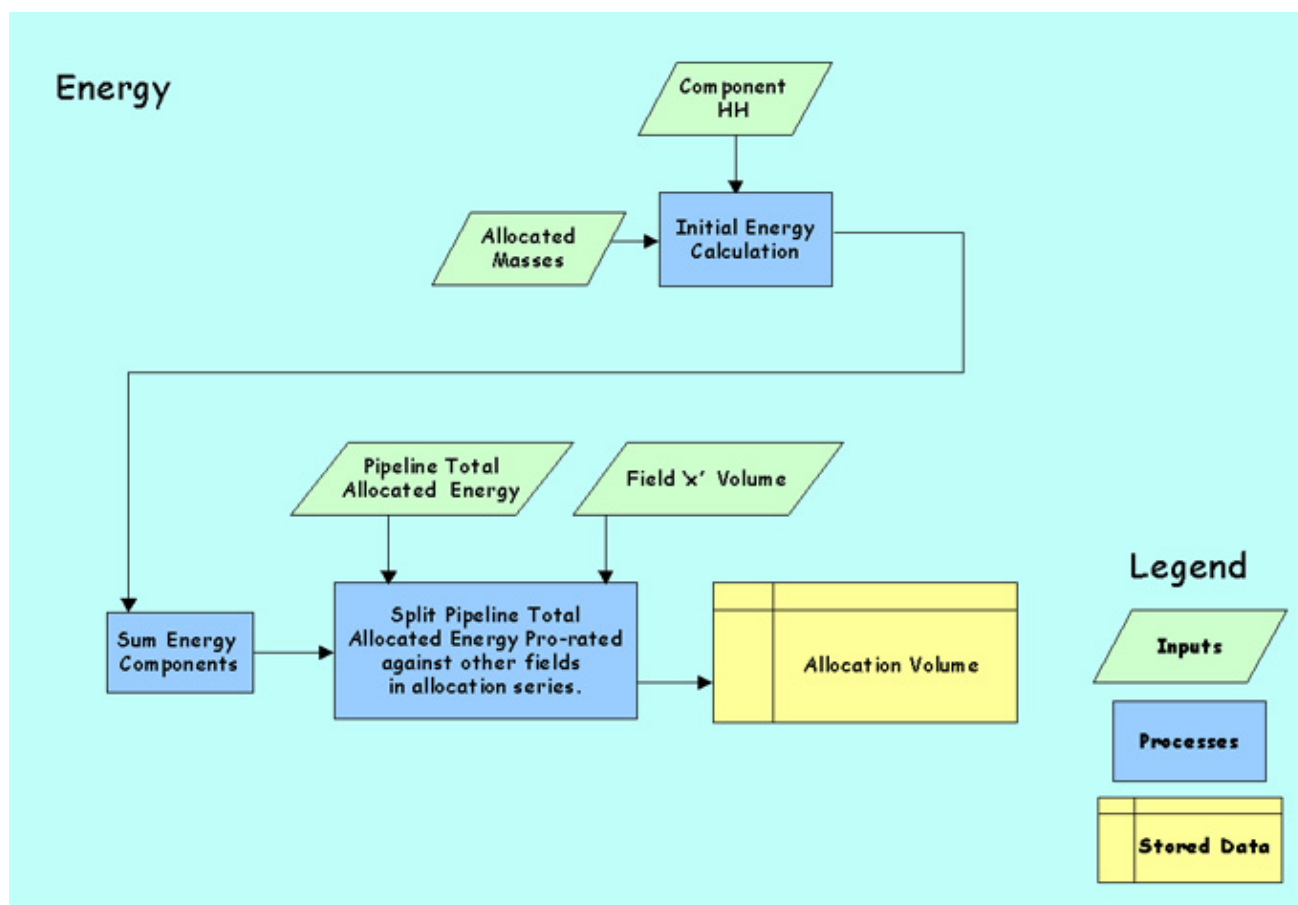 Energy
Component
HH
Allocated
Masses
Initial Energy
Calculation
Pipeline Total
Allocated Energy
Field 'x' Volume
Sum Energy
Components
Split Pipeline Total
Allocated Energy Pro-rated
against other fields
in allocation series.
Allocation Volume
Legend
Inputs
Processes
Stored Data